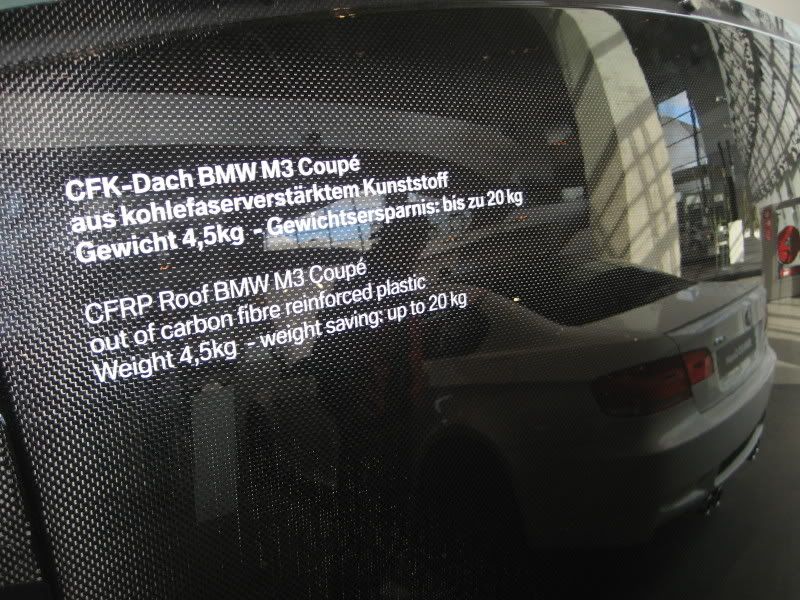 CFK-Dach BMW M3 Coupé
aus kohlefaserverstärktem Kunststoff
Gewicht 4,5kg - Gewichtsersparnis: bis zu 20 kg
CFRP Roof BMW M3 Coupé
out of carbon fibre reinforced plastic
Weight 4,5kg - weight saving: up to 20 kg